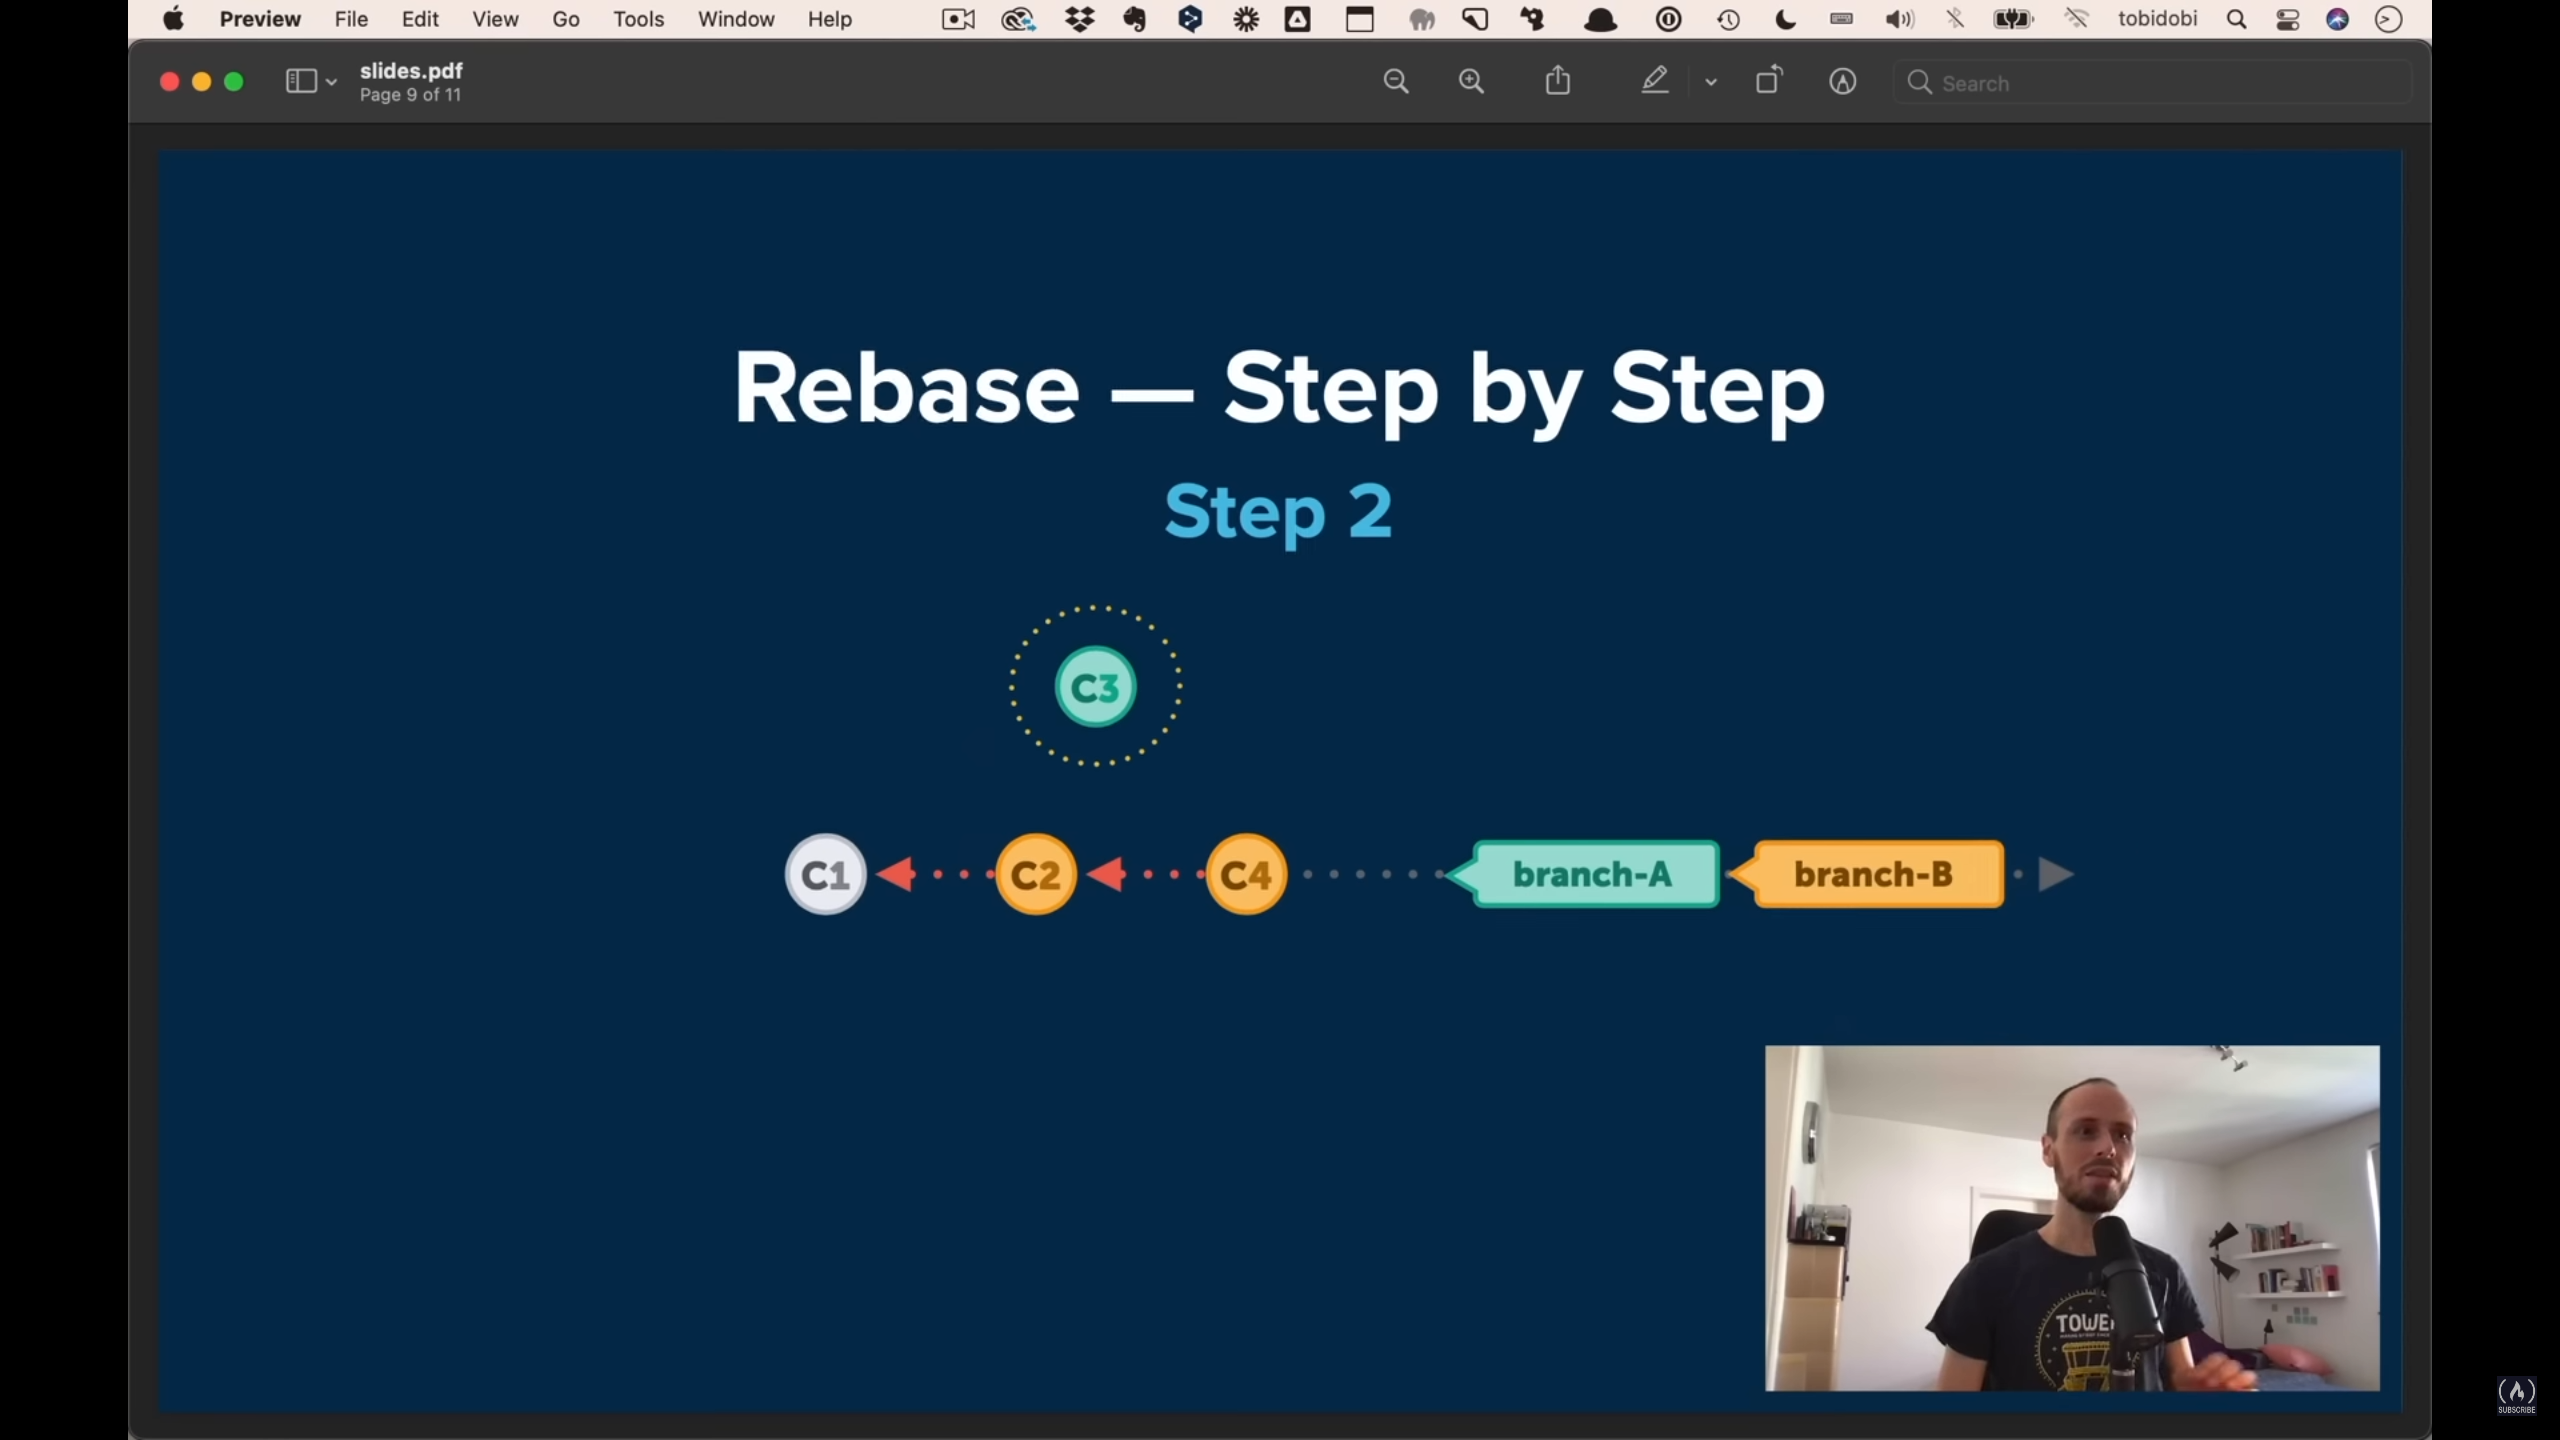 Preview File Edit View Go Tools Window Help tobidobi
slides.pdf
Page 9 of 11
Search
Rebase — Step by Step
Step 2
C3
C1 C2 C4 branch-A branch-B
TOWE
SUBSCRIBE